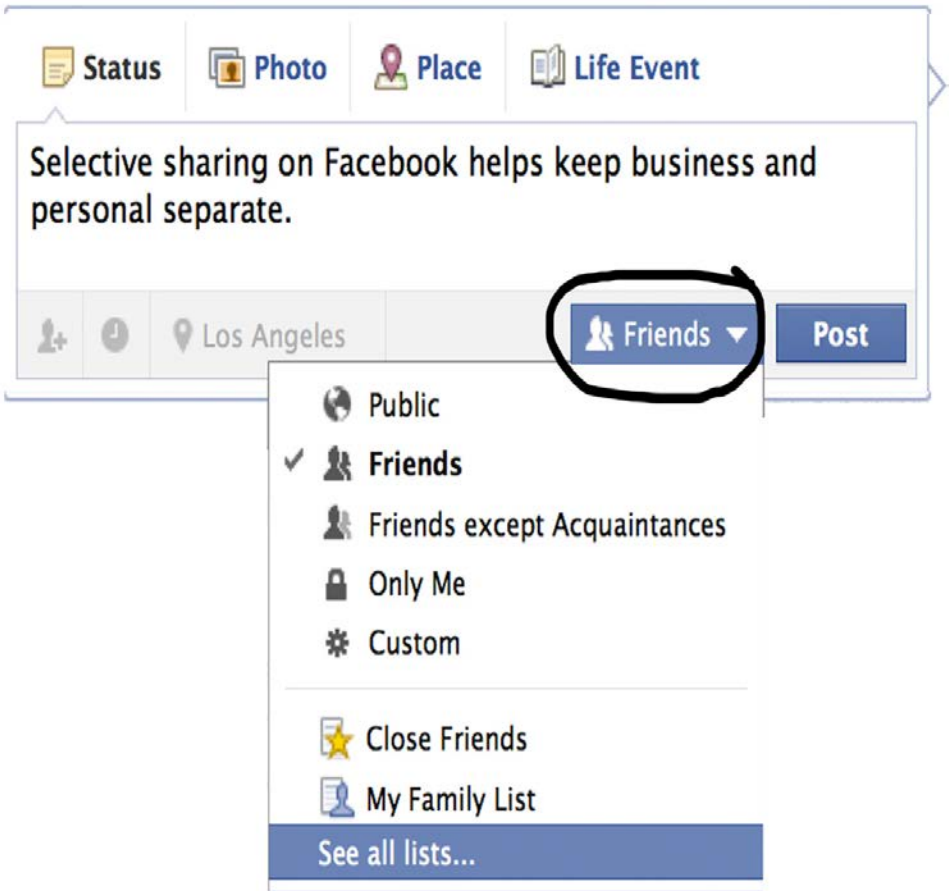 Status Photo Place Life Event
Selective sharing on Facebook helps keep business and
personal separate.
Los Angeles Friends Post
Public
Friends
Friends except Acquaintances
Only Me
Custom
Close Friends
My Family List
See all lists...